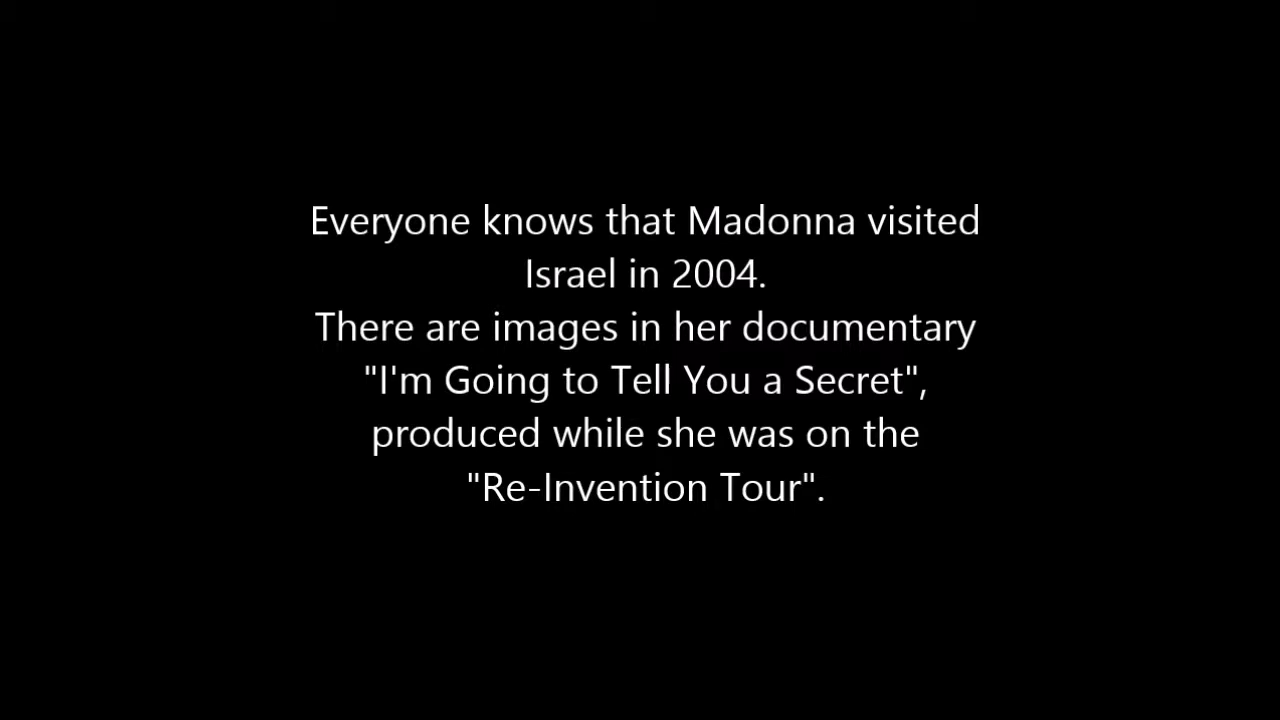 Everyone knows that Madonna visited
Israel in 2004.
There are images in her documentary
"I'm Going to Tell You a Secret",
produced while she was on the
"Re-Invention Tour".